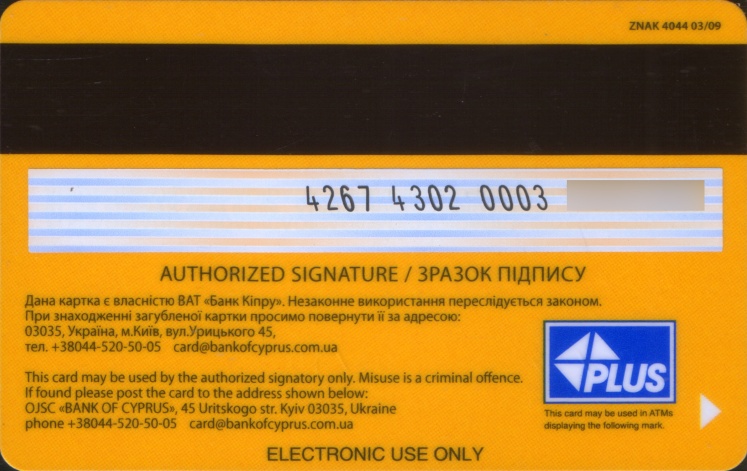 ZNAK 4044 03/09
4267 4302 0003
AUTHORIZED SIGNATURE / ЗРАЗОК ПІДПИСУ
Дана картка є власністю ВАТ «Банк Кіпру». Незаконне використання переслідується законом.
При знаходженні загубленої картки просимо повернути її за адресою:
03035, Україна, м.Київ, вул.Урицького 45,
тел. +38044-520-50-05 card@bankofcyprus.com.ua
This card may be used by the authorized signatory only. Misuse is a criminal offence.
If found please post the card to the address shown below:
OJSC «BANK OF CYPRUS», 45 Uritskogo str. Kyiv 03035, Ukraine
phone +38044-520-50-05 card@bankofcyprus.com.ua
PLUS
This card may be used in ATMs
displaying the following mark.
ELECTRONIC USE ONLY